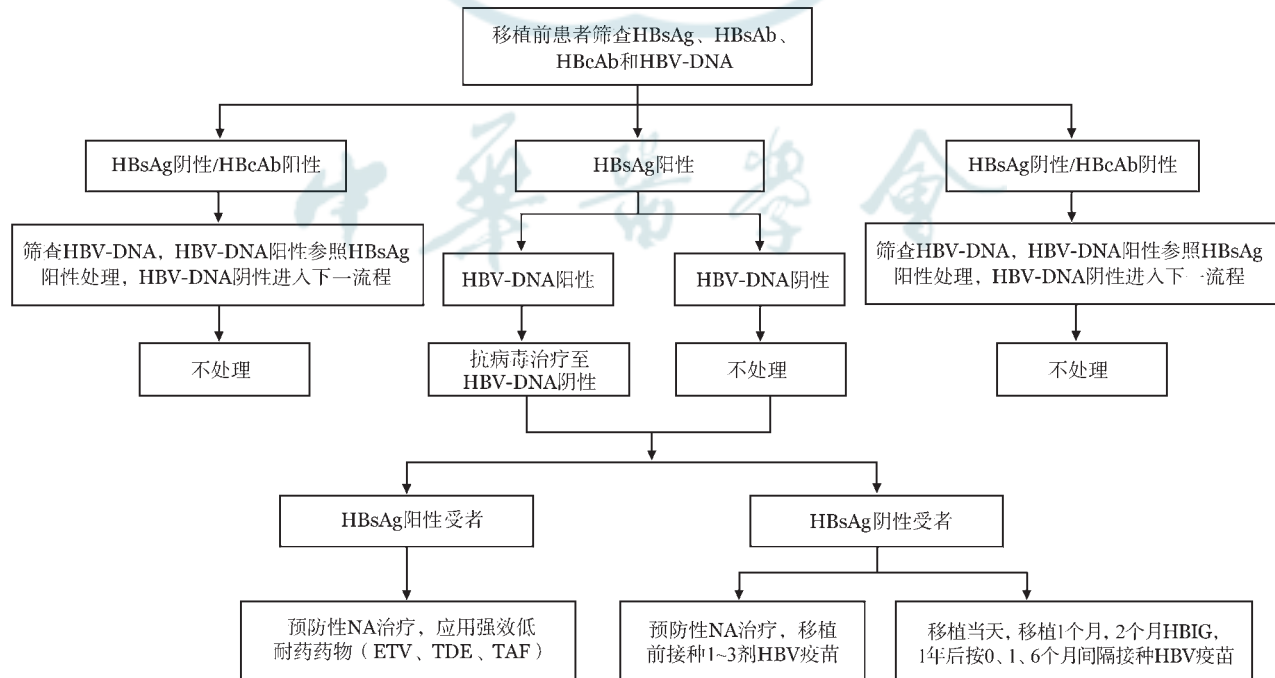 移植前患者筛查HBsAg、HBsAb、
HBcAb和HBV-DNA
HBsAg阴性/HBcAb阳性
HBsAg阳性
HBsAg阴性/HBcAb阴性
筛查HBV-DNA，HBV-DNA阳性参照HBsAg
阳性处理，HBV-DNA阴性进入下一流程
HBV-DNA阳性
HBV-DNA阴性
筛查HBV-DNA，HBV-DNA阳性参照HBsAg
阳性处理，HBV-DNA阴性进入下一流程
不处理
抗病毒治疗至
HBV-DNA阴性
不处理
不处理
HBsAg阳性受者
HBsAg阴性受者
预防性NA治疗，应用强效低
耐药药物（ETV、TDE、TAF）
预防性NA治疗，移植
前接种1~3剂HBV疫苗
移植当天，移植1个月，2个月HBIG，
1年后按0、1、6个月间隔接种HBV疫苗
中华医学會